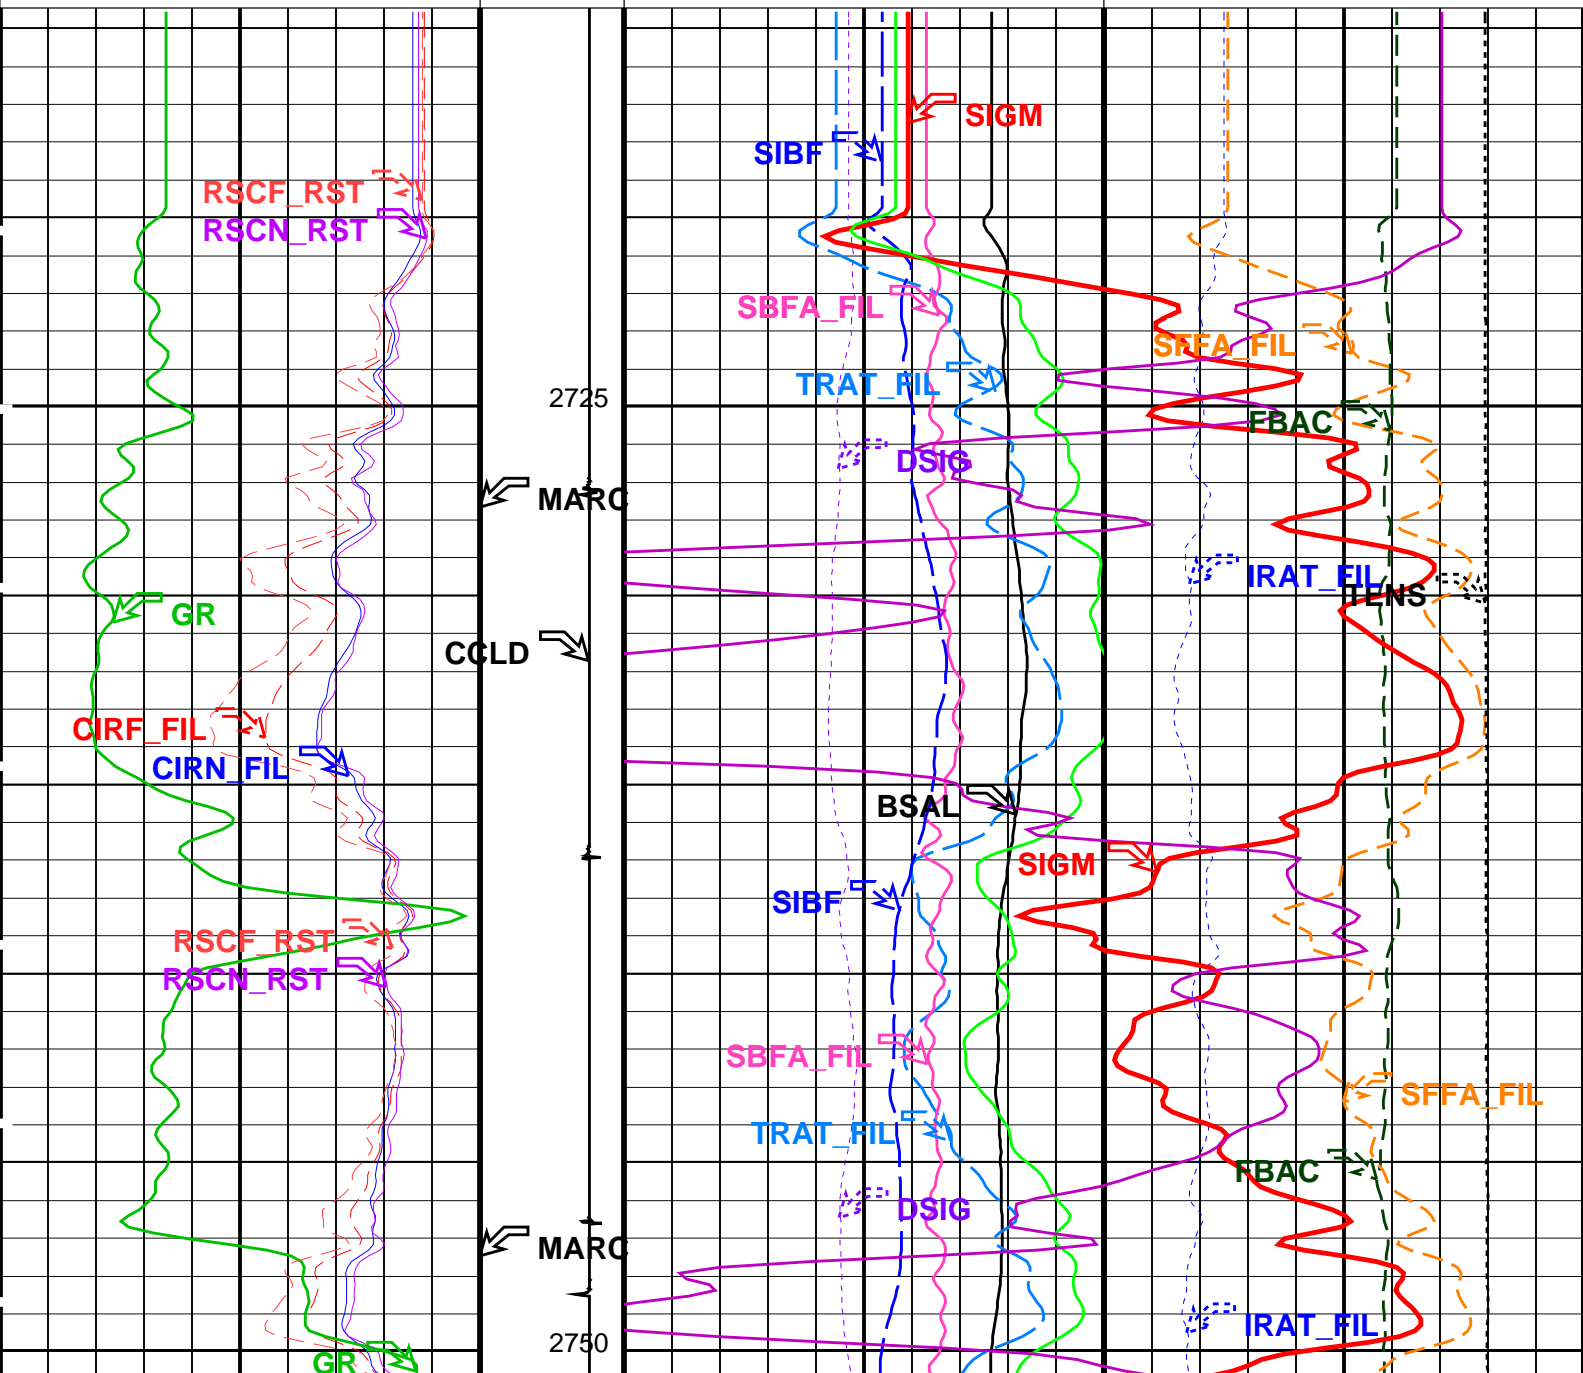 SIGM
SIBF
RSCF_RST
RSCN_RST
SBFA_FIL
SFFA_FIL
TRAT_FIL
2725
FBAC
DSIG
MARC
IRAT_FIL
TENS
GR
CCLD
CIRF_FIL
CIRN_FIL
BSAL
SIGM
SIBF
RSCF_RST
RSCN_RST
SBFA_FIL
SFFA_FIL
TRAT_FIL
FBAC
DSIG
MARC
IRAT_FIL
2750
GR